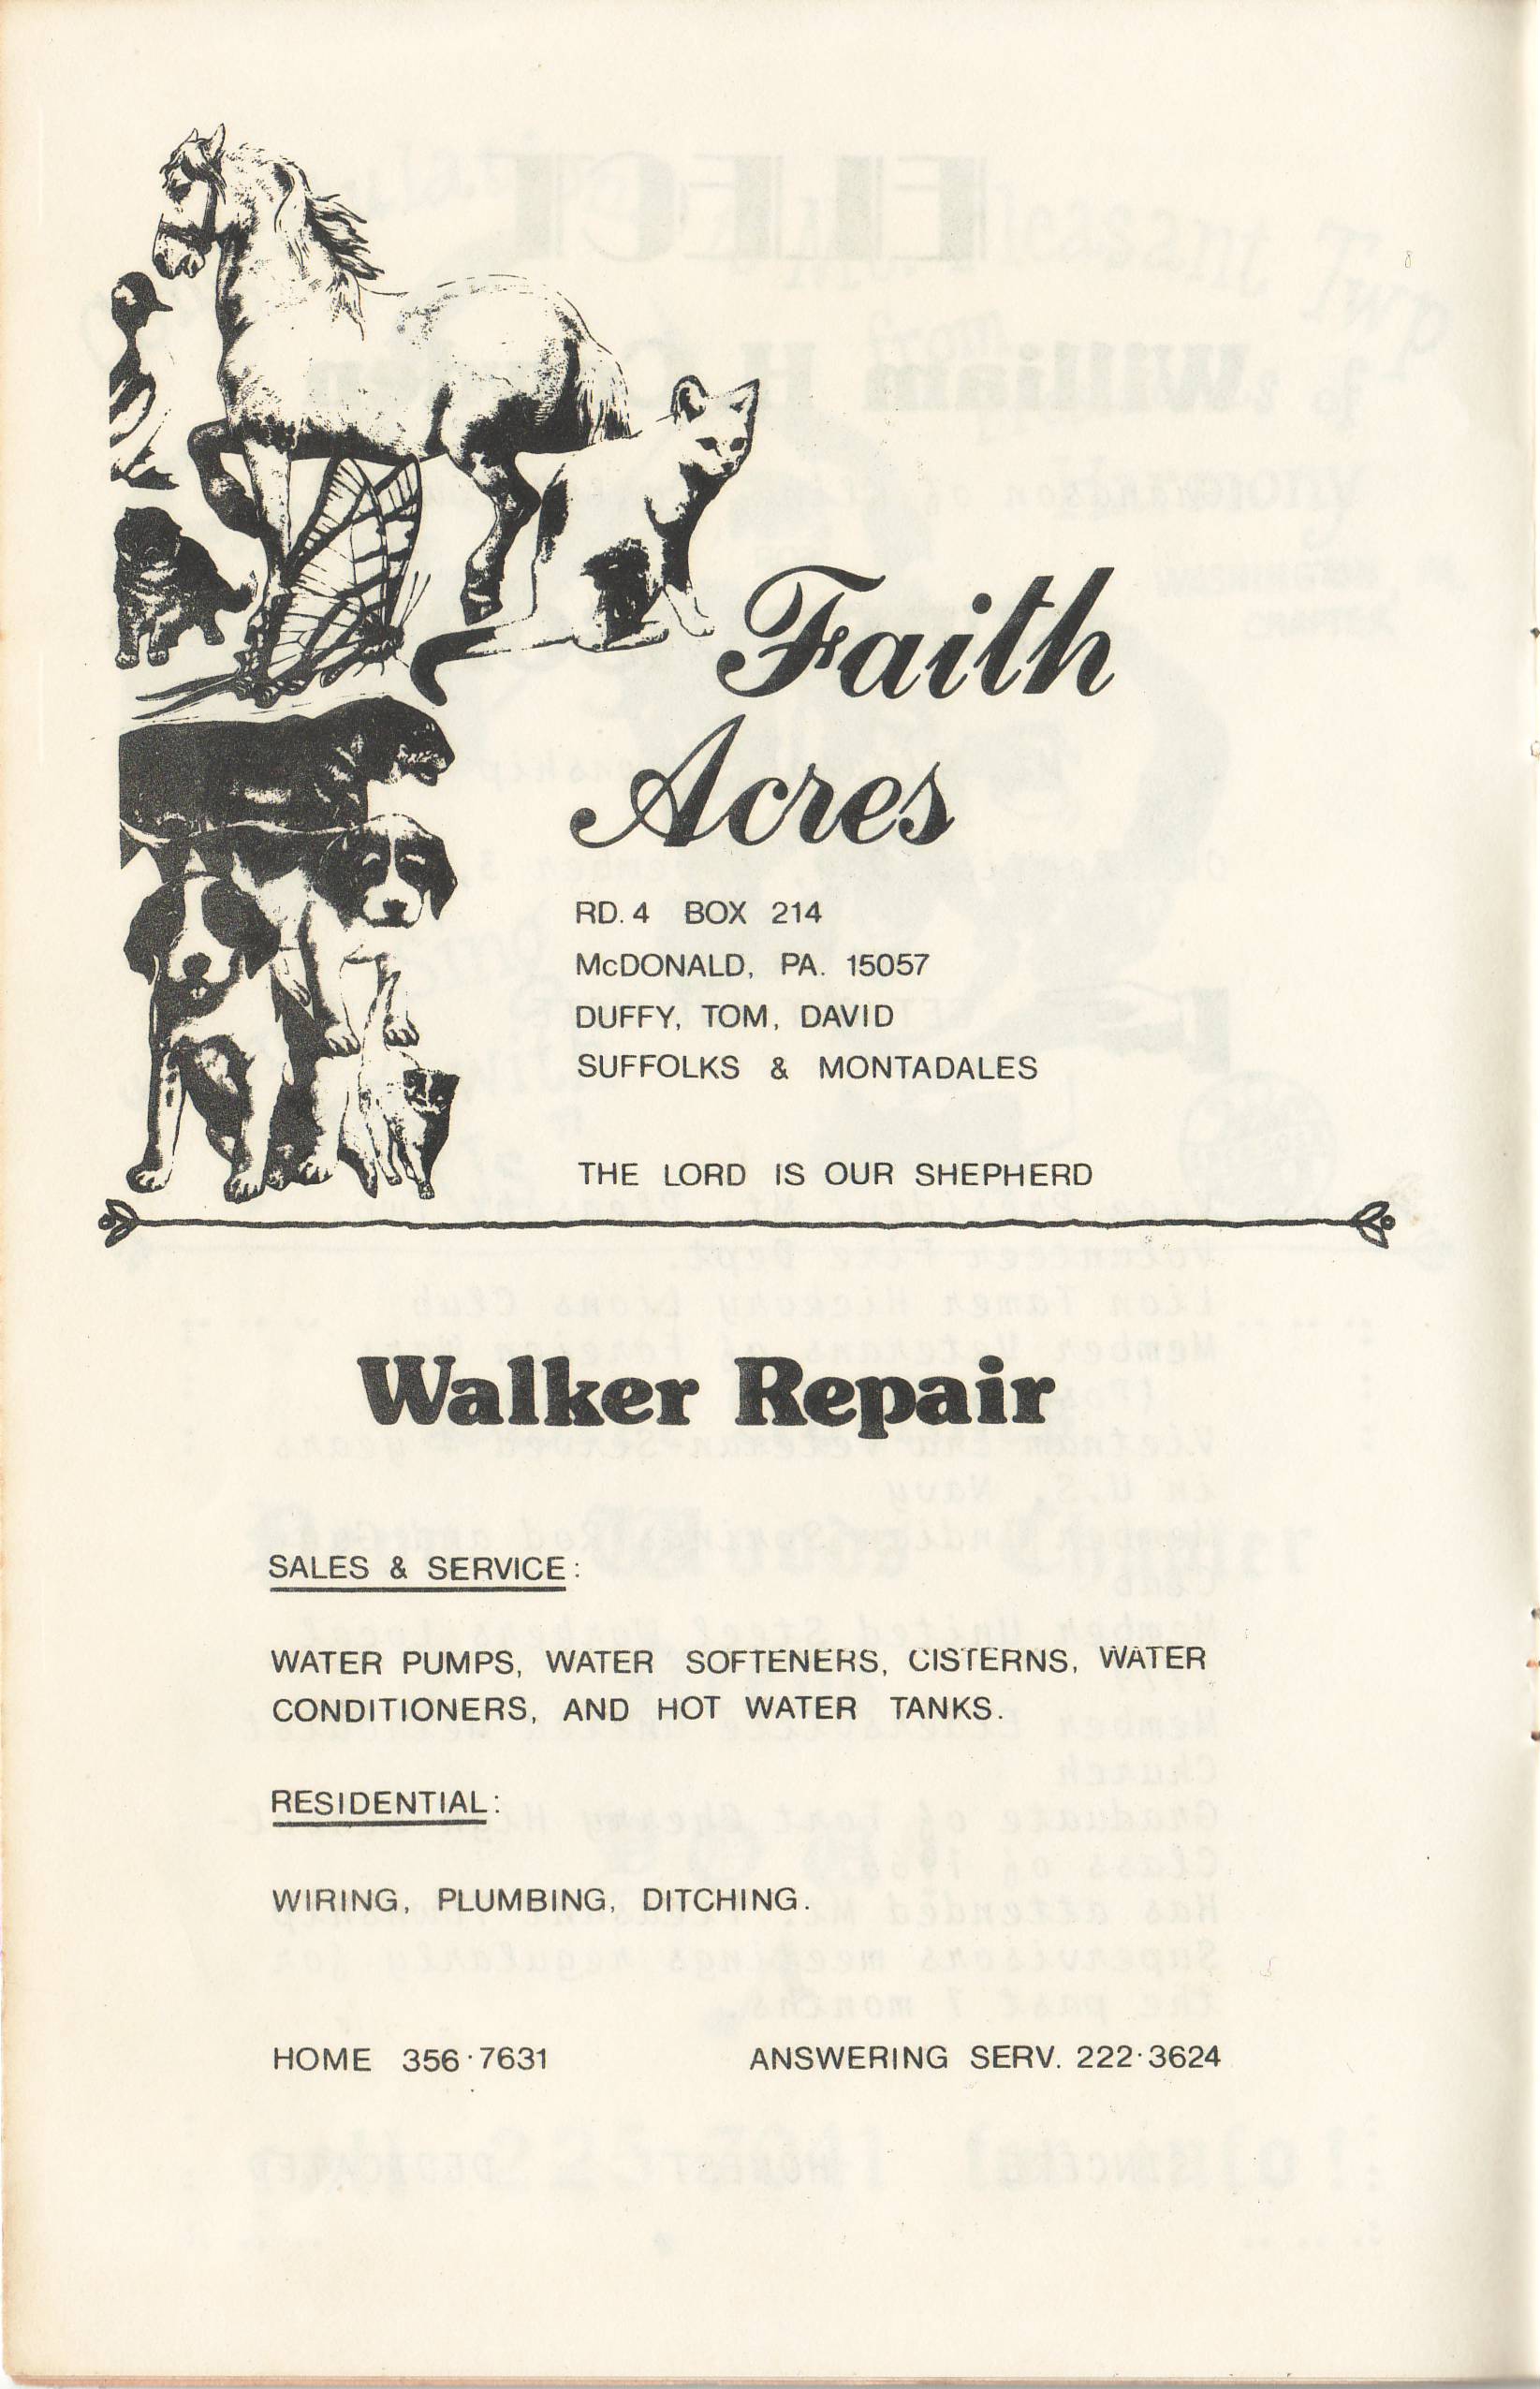 Faith
Acres
RD. 4 BOX 214
McDONALD, PA. 15057
DUFFY, TOM, DAVID
SUFFOLKS & MONTADALES
THE LORD IS OUR SHEPHERD
Walker Repair
SALES & SERVICE:
WATER PUMPS, WATER SOFTENERS, CISTERNS, WATER
CONDITIONERS, AND HOT WATER TANKS.
RESIDENTIAL:
WIRING, PLUMBING, DITCHING.
HOME 356·7631 ANSWERING SERV. 222·3624